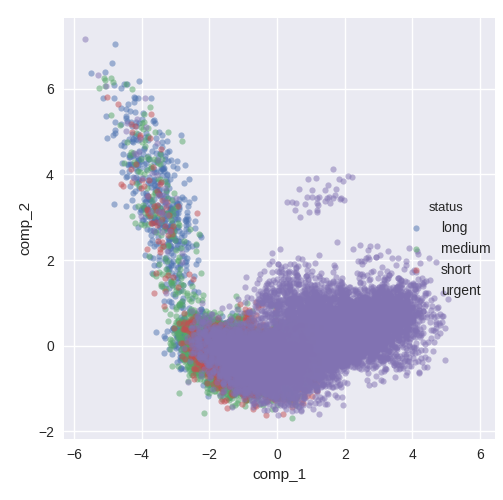 6
4
2
0
−2
−6
−4
−2
0
2
4
6
comp_1
comp_2
status
long
medium
short
urgent